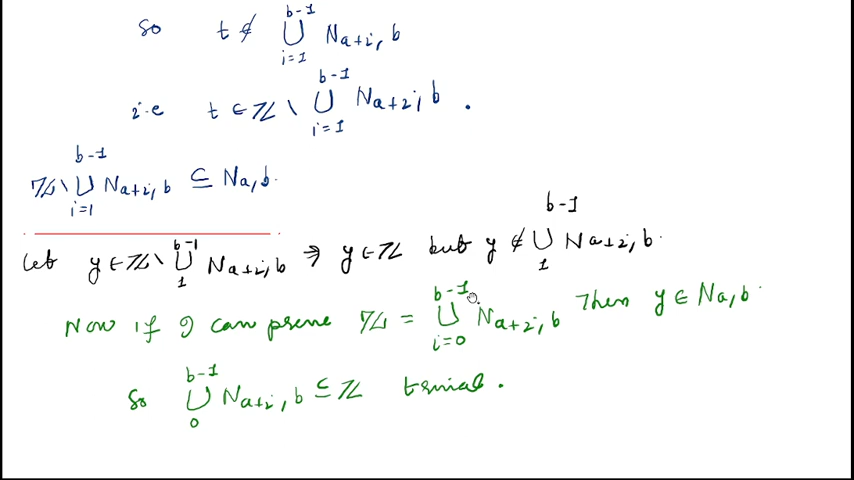 So t ∉ ⋃_{i=1}^{b-1} N_{a+i, b}
i.e t ∈ ℤ \ ⋃_{i=1}^{b-1} N_{a+i, b} .
ℤ \ ⋃_{i=1}^{b-1} N_{a+i, b} ⊆ N_{a, b}.
Let y ∈ ℤ \ ⋃_{1}^{b-1} N_{a+i, b} ⇒ y ∈ ℤ but y ∉ ⋃_{1}^{b-1} N_{a+i, b}.
Now if I can prove ℤ = ⋃_{i=0}^{b-1} N_{a+i, b} Then y ∈ N_{a, b}.
So ⋃_{0}^{b-1} N_{a+i, b} ⊆ ℤ trivial .